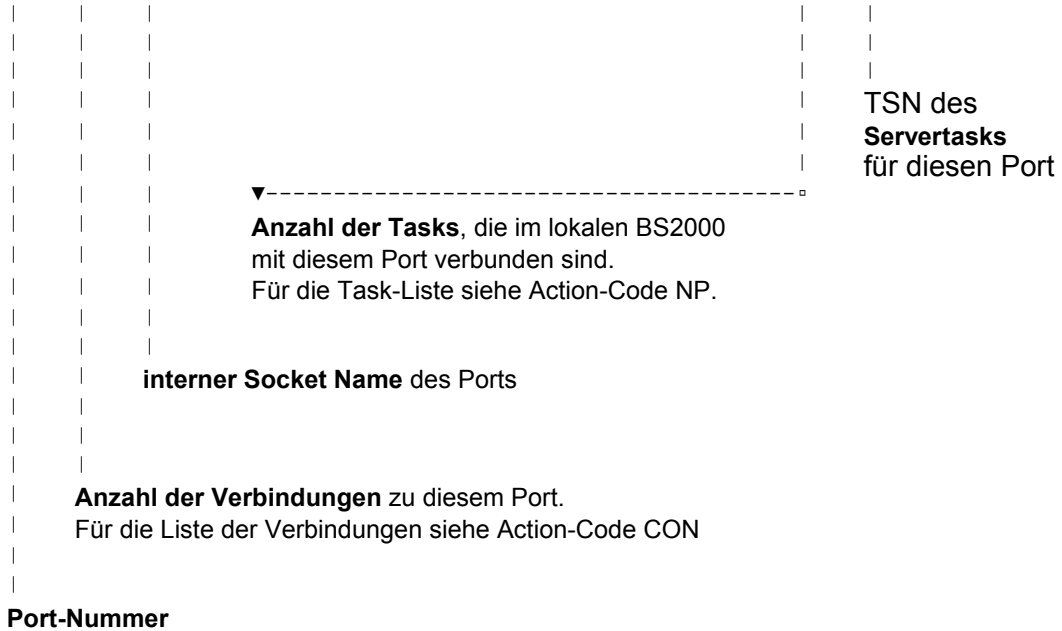 TSN des
Servertasks
für diesen Port
Anzahl der Tasks, die im lokalen BS2000
mit diesem Port verbunden sind.
Für die Task-Liste siehe Action-Code NP.
interner Socket Name des Ports
Anzahl der Verbindungen zu diesem Port.
Für die Liste der Verbindungen siehe Action-Code CON
Port-Nummer